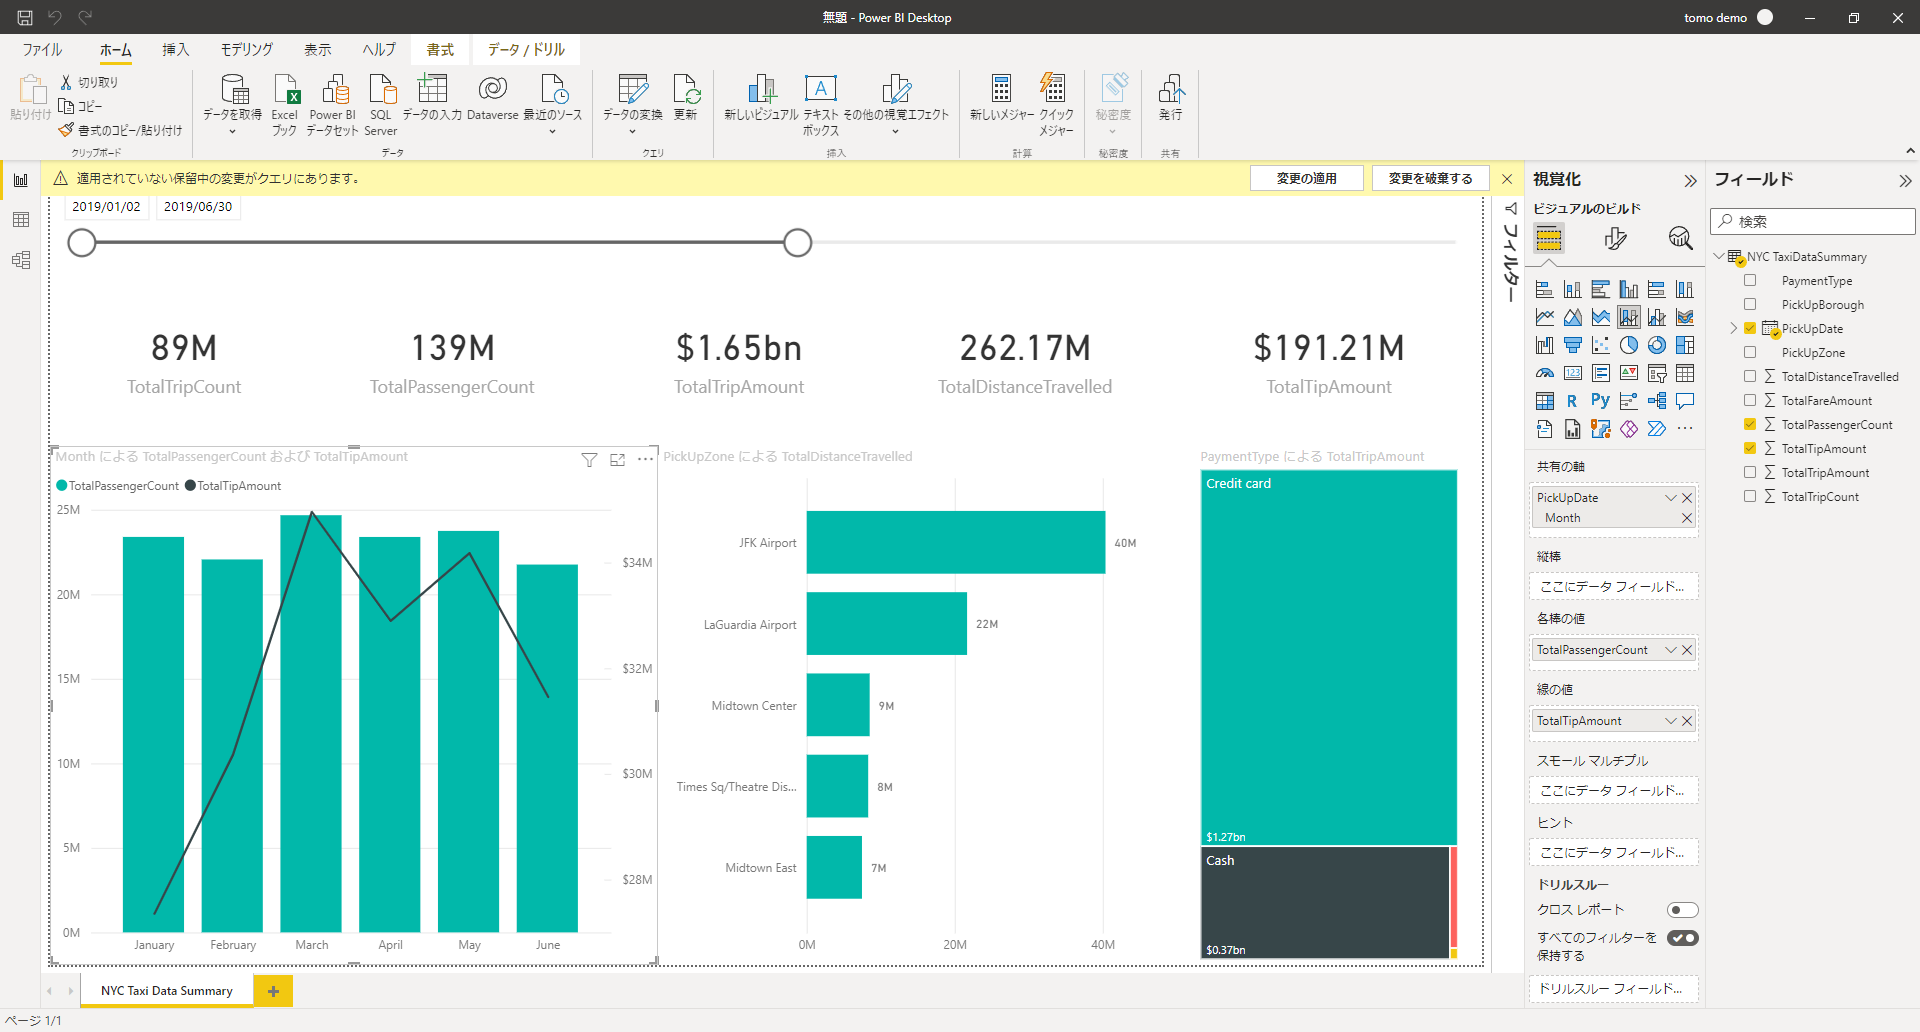 無題 - Power BI Desktop
tomo demo
ファイル ホーム 挿入 モデリング 表示 ヘルプ 書式 データ / ドリル
貼り付け
切り取り
コピー
書式のコピー/貼り付け
クリップボード
データを取得
Excel
ブック
Power BI
データセット
SQL
Server
データの入力
Dataverse
最近のソース
データ
データの変換
更新
クエリ
新しいビジュアル
テキスト
ボックス
その他の視覚エフェクト
挿入
新しいメジャー
クイック
メジャー
計算
秘密度
秘密度
発行
共有
適用されていない保留中の変更がクエリにあります。
変更の適用
変更を破棄する
2019/01/02
2019/06/30
89M
TotalTripCount
139M
TotalPassengerCount
$1.65bn
TotalTripAmount
262.17M
TotalDistanceTravelled
$191.21M
TotalTipAmount
Month による TotalPassengerCount および TotalTipAmount
TotalPassengerCount
TotalTipAmount
25M
20M
15M
10M
5M
0M
$34M
$32M
$30M
$28M
January
February
March
April
May
June
PickUpZone による TotalDistanceTravelled
JFK Airport
40M
LaGuardia Airport
22M
Midtown Center
9M
Times Sq/Theatre Dis...
8M
Midtown East
7M
0M
20M
40M
PaymentType による TotalTripAmount
Credit card
$1.27bn
Cash
$0.37bn
フィルター
視覚化
ビジュアルのビルド
R
Py
123
A
共有の軸
PickUpDate
Month
縦棒
ここにデータ フィールド...
各棒の値
TotalPassengerCount
線の値
TotalTipAmount
スモール マルチプル
ここにデータ フィールド...
ヒント
ここにデータ フィールド...
ドリルスルー
クロス レポート
すべてのフィルターを
保持する
ドリルスルー フィールド...
フィールド
検索
NYC TaxiDataSummary
PaymentType
PickUpBorough
PickUpDate
PickUpZone
TotalDistanceTravelled
TotalFareAmount
TotalPassengerCount
TotalTipAmount
TotalTripAmount
TotalTripCount
NYC Taxi Data Summary
ページ 1/1